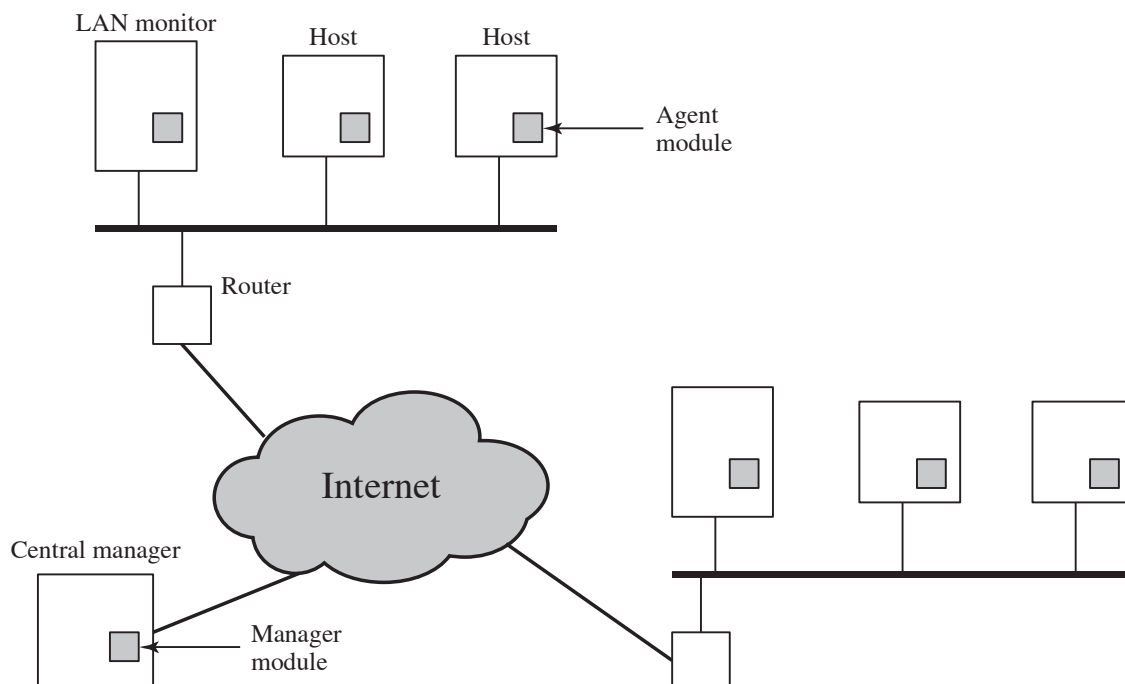 LAN monitor
Host
Host
Agent
module
Router
Internet
Central manager
Manager
module